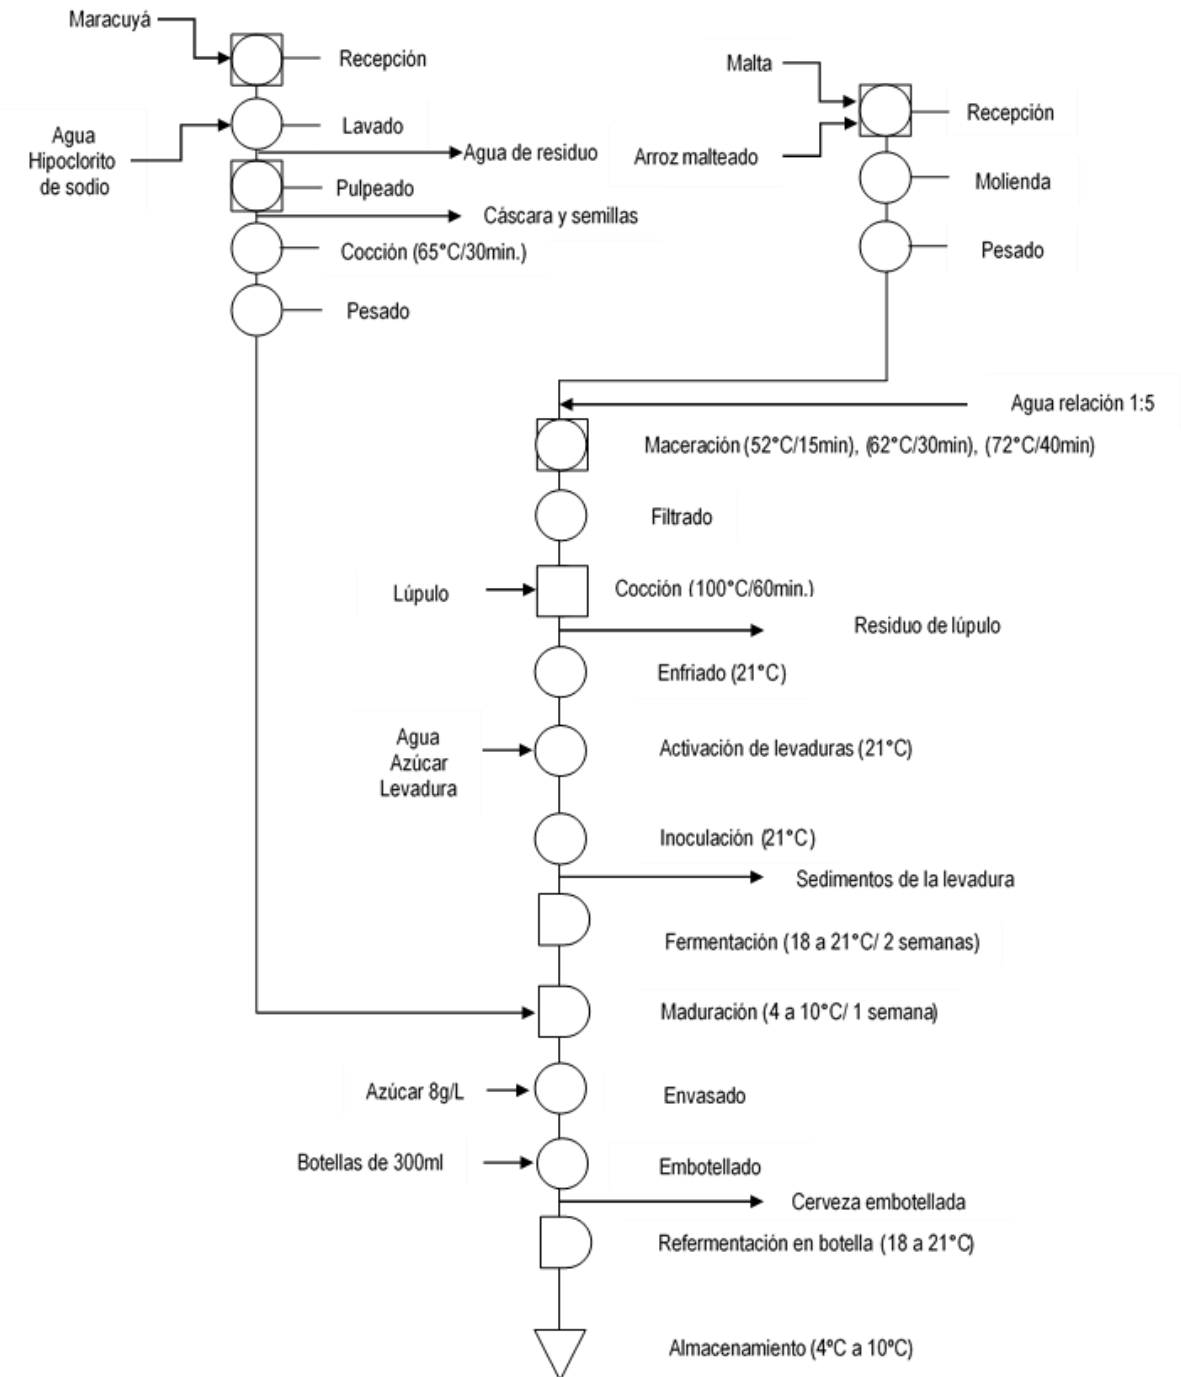 Maracuyá
Recepción
Agua
Hipoclorito
de sodio
Lavado
Agua de residuo
Pulpeado
Cáscara y semillas
Cocción (65°C/30min.)
Pesado
Malta
Arroz malteado
Recepción
Molienda
Pesado
Agua relación 1:5
Maceración (52°C/15min), (62°C/30min), (72°C/40min)
Filtrado
Lúpulo
Cocción (100°C/60min.)
Residuo de lúpulo
Enfriado (21°C)
Agua
Azúcar
Levadura
Activación de levaduras (21°C)
Inoculación (21°C)
Sedimentos de la levadura
Fermentación (18 a 21°C/ 2 semanas)
Maduración (4 a 10°C/ 1 semana)
Azúcar 8g/L
Envasado
Botellas de 300ml
Embotellado
Cerveza embotellada
Refermentación en botella (18 a 21°C)
Almacenamiento (4ºC a 10ºC)